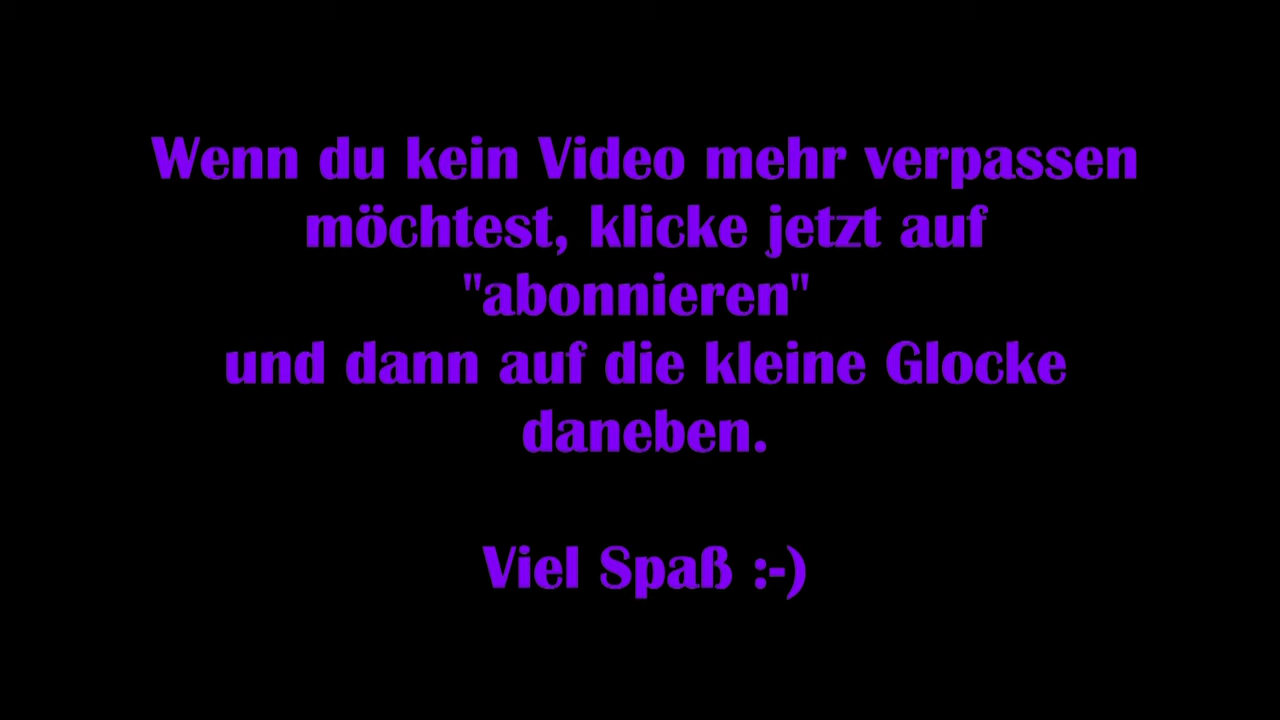 Wenn du kein Video mehr verpassen
möchtest, klicke jetzt auf
"abonnieren"
und dann auf die kleine Glocke
daneben.
Viel Spaß :-)